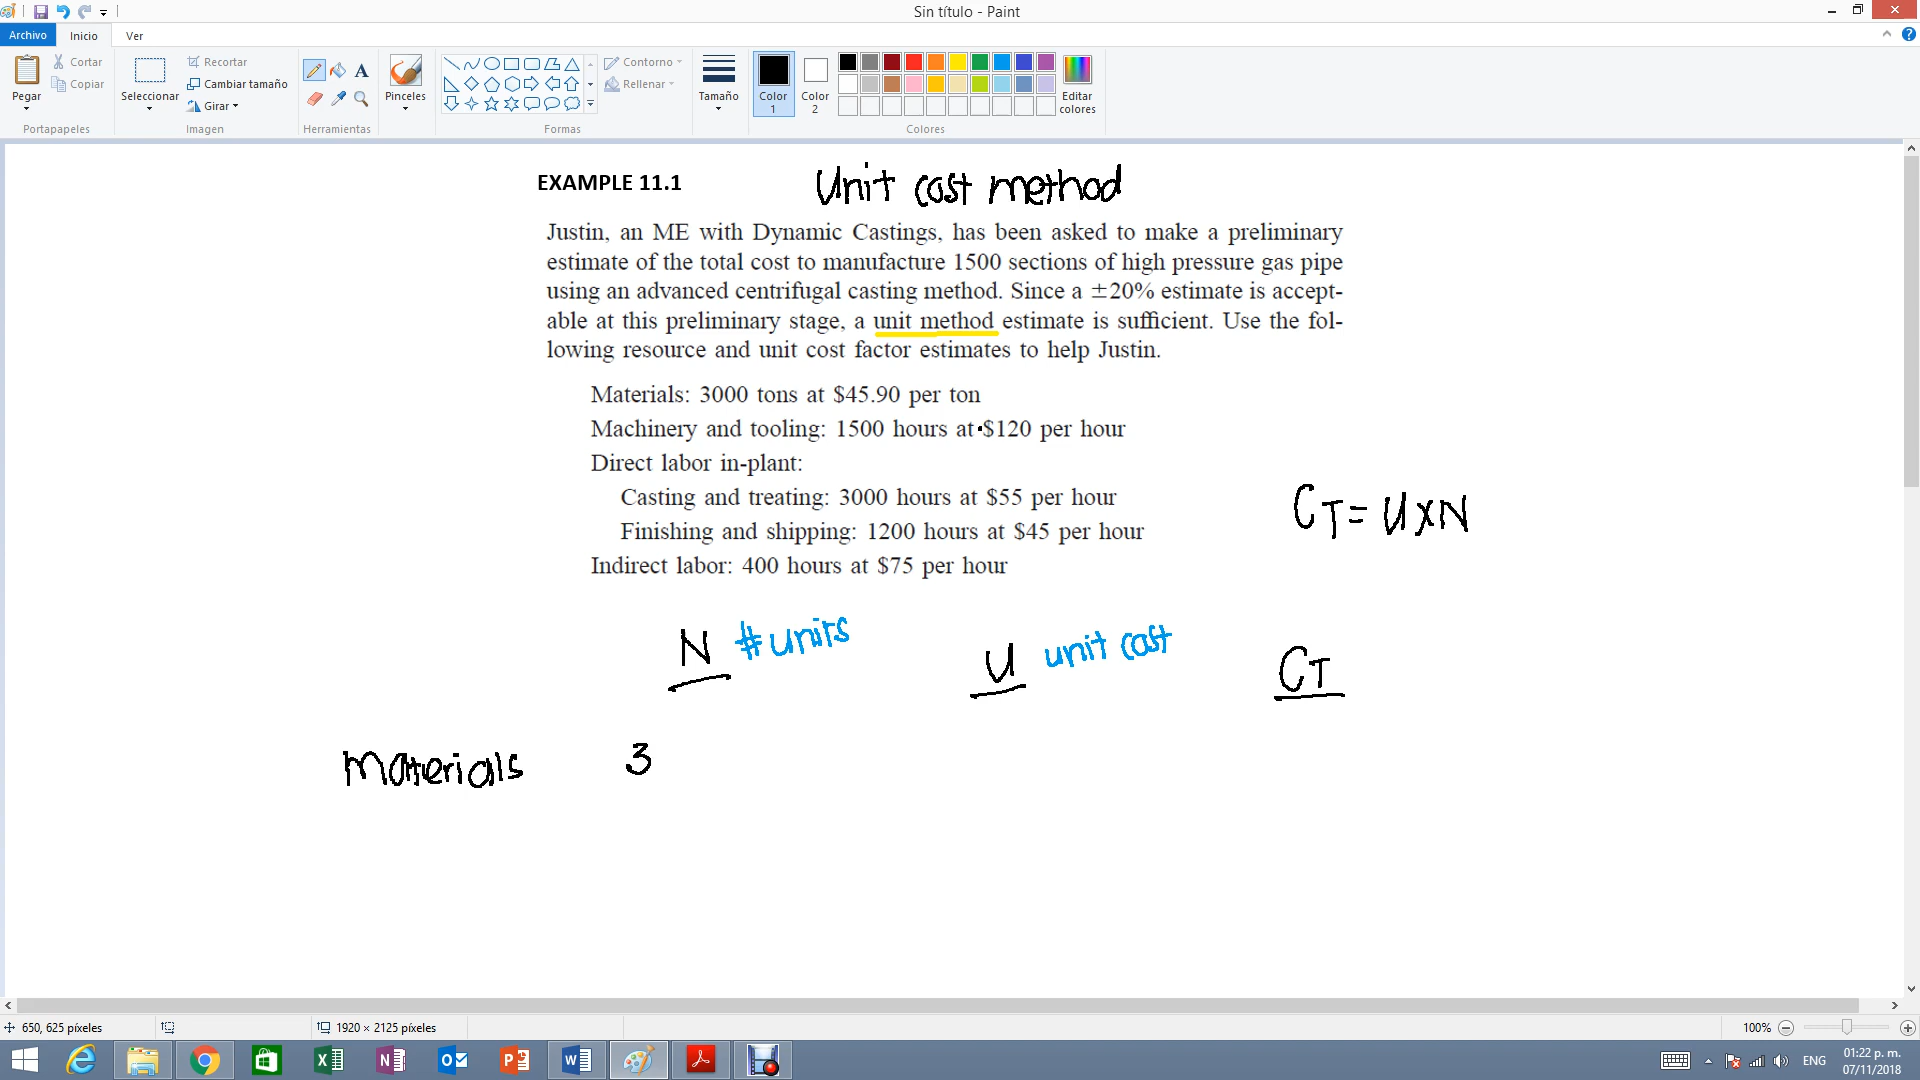 Sin título - Paint
Archivo Inicio Ver
Pegar
Cortar
Copiar
Portapapeles
Seleccionar
Recortar
Cambiar tamaño
Girar
Imagen
A
Herramientas
Pinceles
Contorno
Rellenar
Formas
Tamaño
Color 1
Color 2
Editar colores
Colores
EXAMPLE 11.1
Unit cost method
Justin, an ME with Dynamic Castings, has been asked to make a preliminary
estimate of the total cost to manufacture 1500 sections of high pressure gas pipe
using an advanced centrifugal casting method. Since a ±20% estimate is accept-
able at this preliminary stage, a unit method estimate is sufficient. Use the fol-
lowing resource and unit cost factor estimates to help Justin.
Materials: 3000 tons at $45.90 per ton
Machinery and tooling: 1500 hours at $120 per hour
Direct labor in-plant:
Casting and treating: 3000 hours at $55 per hour
Finishing and shipping: 1200 hours at $45 per hour
Indirect labor: 400 hours at $75 per hour
CT = U x N
N # units
U unit cost
CT
Materials 3
650, 625 píxeles
1920 × 2125 píxeles
100%
ENG
01:22 p. m.
07/11/2018